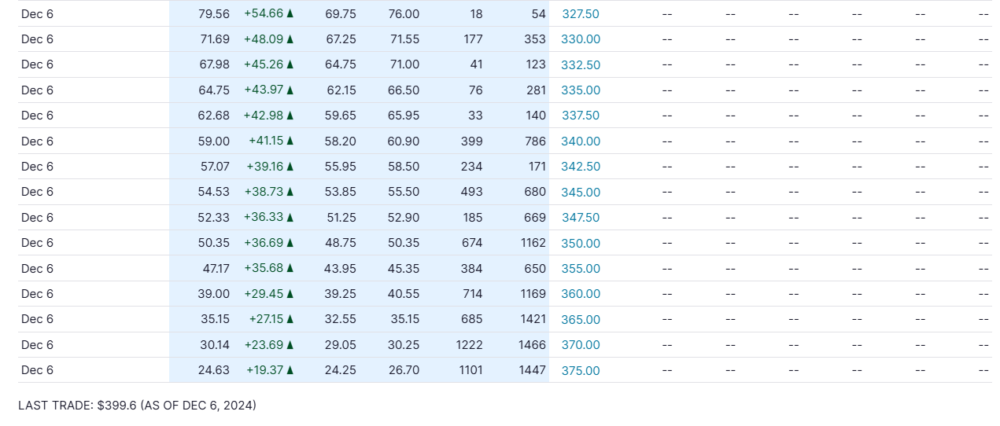 Dec 6 79.56 +54.66 ▲ 69.75 76.00 18 54 327.50 -- -- -- -- -- --
Dec 6 71.69 +48.09 ▲ 67.25 71.55 177 353 330.00 -- -- -- -- -- --
Dec 6 67.98 +45.26 ▲ 64.75 71.00 41 123 332.50 -- -- -- -- -- --
Dec 6 64.75 +43.97 ▲ 62.15 66.50 76 281 335.00 -- -- -- -- -- --
Dec 6 62.68 +42.98 ▲ 59.65 65.95 33 140 337.50 -- -- -- -- -- --
Dec 6 59.00 +41.15 ▲ 58.20 60.90 399 786 340.00 -- -- -- -- -- --
Dec 6 57.07 +39.16 ▲ 55.95 58.50 234 171 342.50 -- -- -- -- -- --
Dec 6 54.53 +38.73 ▲ 53.85 55.50 493 680 345.00 -- -- -- -- -- --
Dec 6 52.33 +36.33 ▲ 51.25 52.90 185 669 347.50 -- -- -- -- -- --
Dec 6 50.35 +36.69 ▲ 48.75 50.35 674 1162 350.00 -- -- -- -- -- --
Dec 6 47.17 +35.68 ▲ 43.95 45.35 384 650 355.00 -- -- -- -- -- --
Dec 6 39.00 +29.45 ▲ 39.25 40.55 714 1169 360.00 -- -- -- -- -- --
Dec 6 35.15 +27.15 ▲ 32.55 35.15 685 1421 365.00 -- -- -- -- -- --
Dec 6 30.14 +23.69 ▲ 29.05 30.25 1222 1466 370.00 -- -- -- -- -- --
Dec 6 24.63 +19.37 ▲ 24.25 26.70 1101 1447 375.00 -- -- -- -- -- --
LAST TRADE: $399.6 (AS OF DEC 6, 2024)